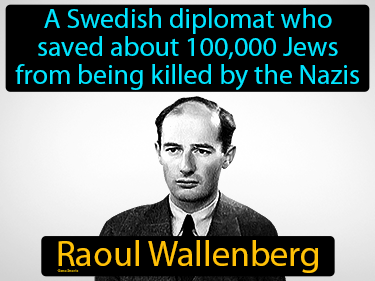 A Swedish diplomat who
saved about 100,000 Jews
from being killed by the Nazis
Raoul Wallenberg